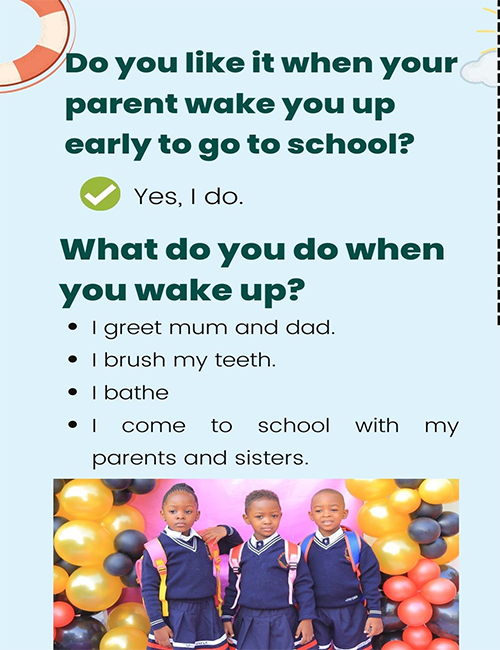 Do you like it when your
parent wake you up
early to go to school?
Yes, I do.
What do you do when
you wake up?
• I greet mum and dad.
• I brush my teeth.
• I bathe
• I come to school with my
parents and sisters.